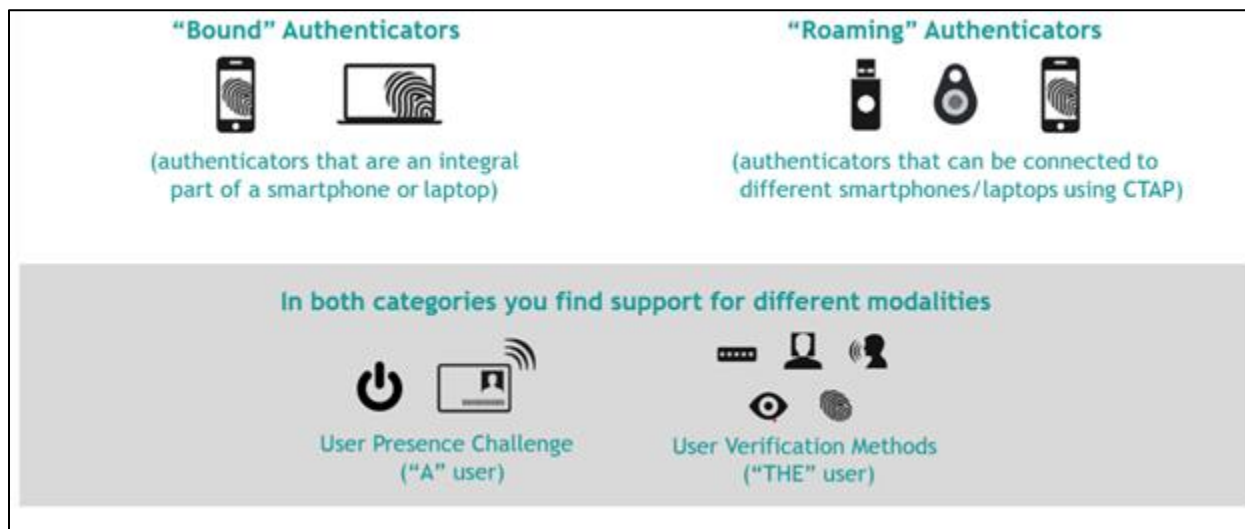 “Bound” Authenticators
(authenticators that are an integral
part of a smartphone or laptop)
“Roaming” Authenticators
(authenticators that can be connected to
different smartphones/laptops using CTAP)
In both categories you find support for different modalities
User Presence Challenge
(“A” user)
User Verification Methods
(“THE” user)